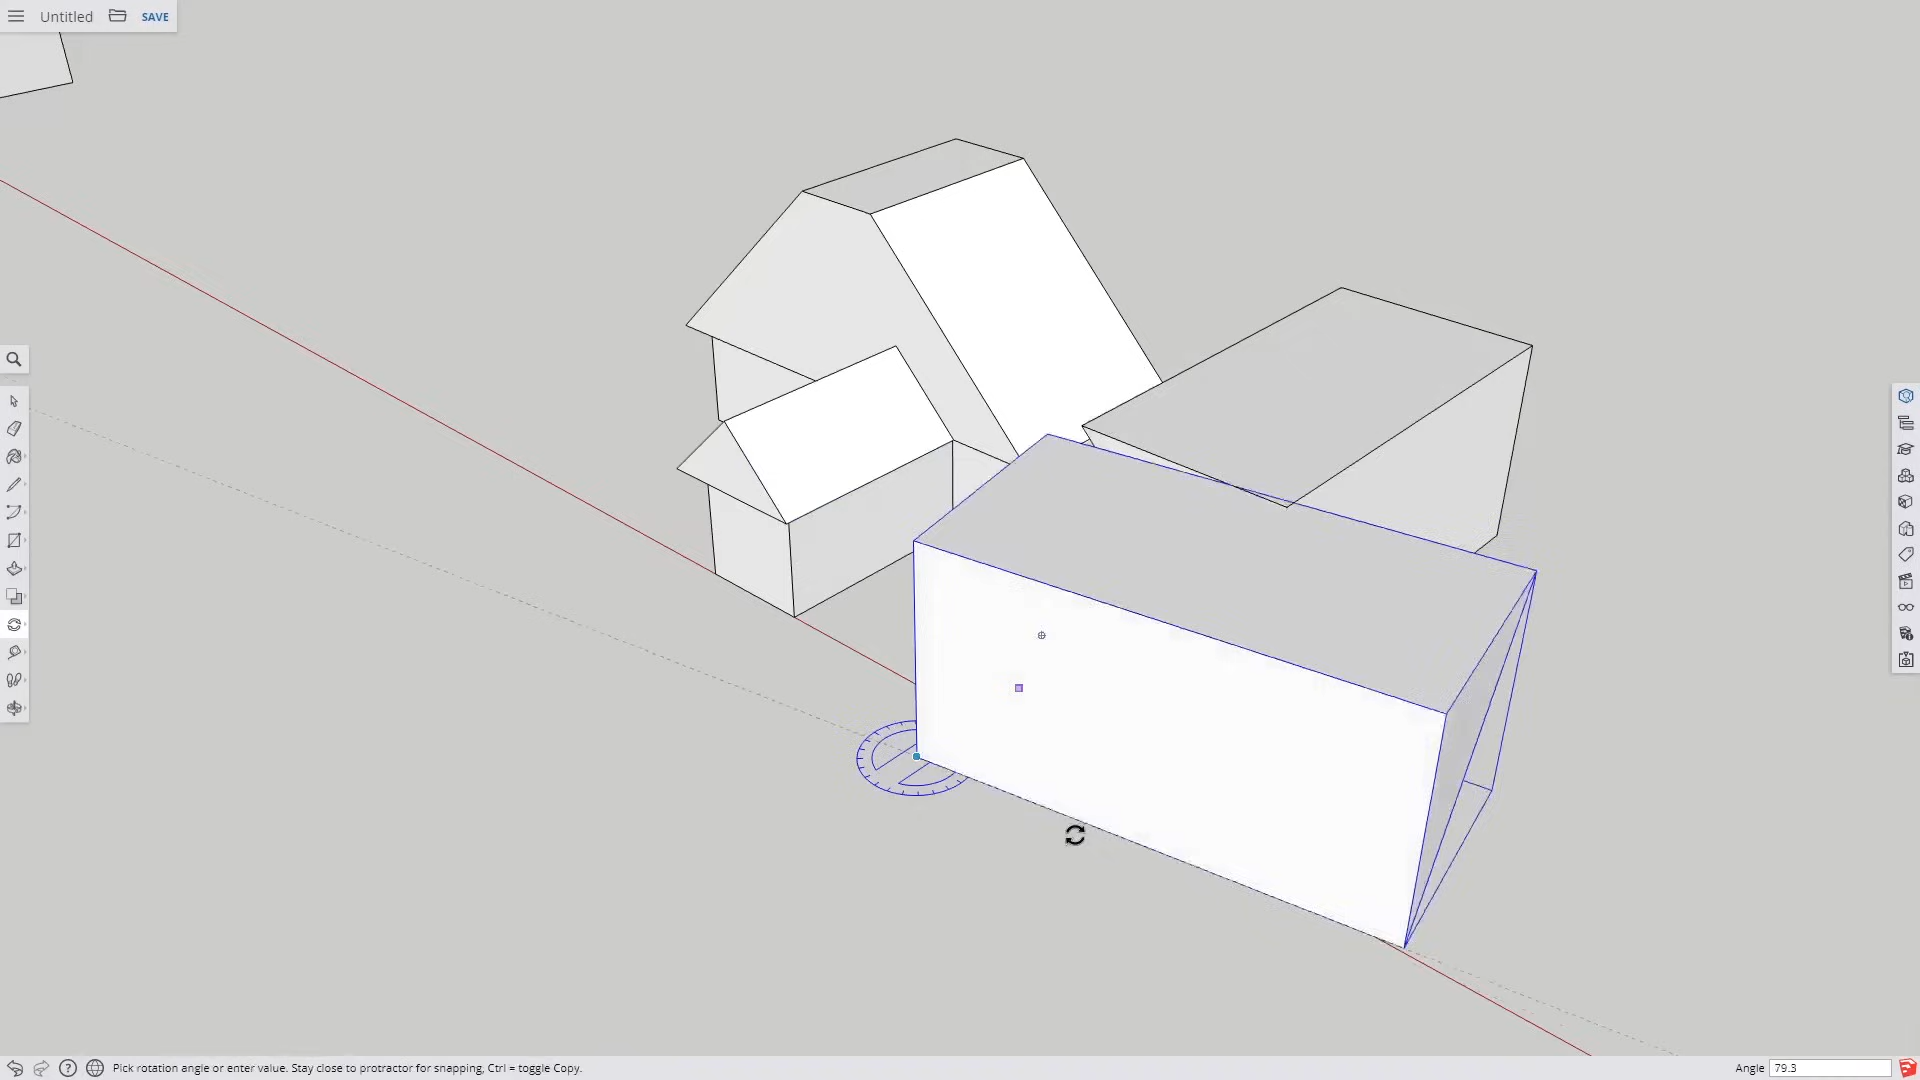 Untitled SAVE
Pick rotation angle or enter value. Stay close to protractor for snapping, Ctrl = toggle Copy.
Angle 79.3